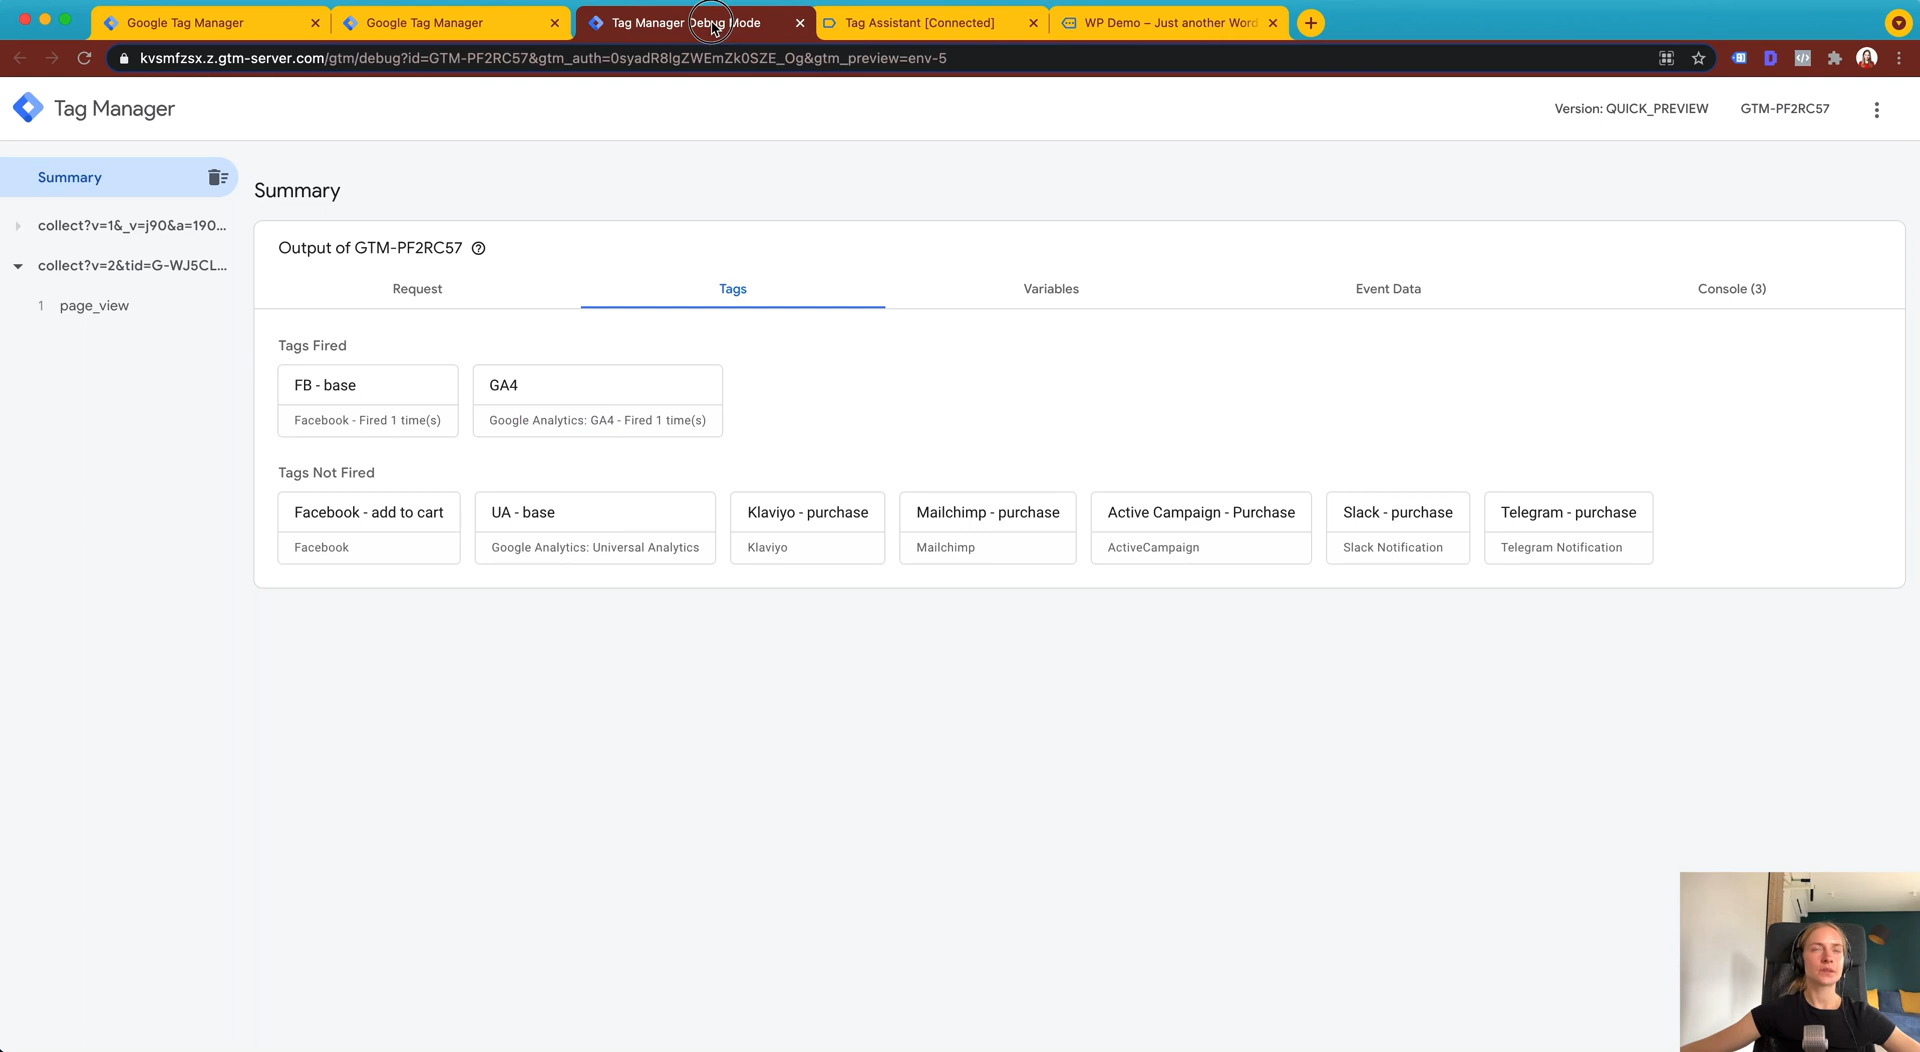 Google Tag Manager
Google Tag Manager
Tag Manager Debug Mode
Tag Assistant [Connected]
WP Demo – Just another Word
kvsmfzsx.z.gtm-server.com/gtm/debug?id=GTM-PF2RC57&gtm_auth=0syadR8lgZWEmZk0SZE_Og&gtm_preview=env-5
Tag Manager
Version: QUICK_PREVIEW
GTM-PF2RC57
Summary
collect?v=1&_v=j90&a=190...
collect?v=2&tid=G-WJ5CL...
1 page_view
Summary
Output of GTM-PF2RC57
Request
Tags
Variables
Event Data
Console (3)
Tags Fired
FB - base
Facebook - Fired 1 time(s)
GA4
Google Analytics: GA4 - Fired 1 time(s)
Tags Not Fired
Facebook - add to cart
Facebook
UA - base
Google Analytics: Universal Analytics
Klaviyo - purchase
Klaviyo
Mailchimp - purchase
Mailchimp
Active Campaign - Purchase
ActiveCampaign
Slack - purchase
Slack Notification
Telegram - purchase
Telegram Notification